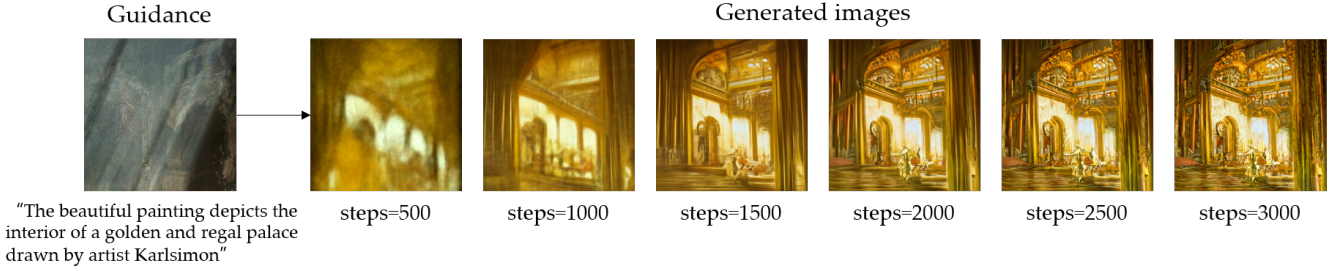 Guidance
Generated images
"The beautiful painting depicts the
interior of a golden and regal palace
drawn by artist Karlsimon"
steps=500
steps=1000
steps=1500
steps=2000
steps=2500
steps=3000